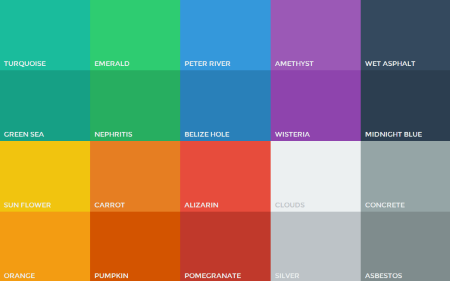 TURQUOISE
EMERALD
PETER RIVER
AMETHYST
WET ASPHALT
GREEN SEA
NEPHRITIS
BELIZE HOLE
WISTERIA
MIDNIGHT BLUE
SUN FLOWER
CARROT
ALIZARIN
CLOUDS
CONCRETE
ORANGE
PUMPKIN
POMEGRANATE
SILVER
ASBESTOS